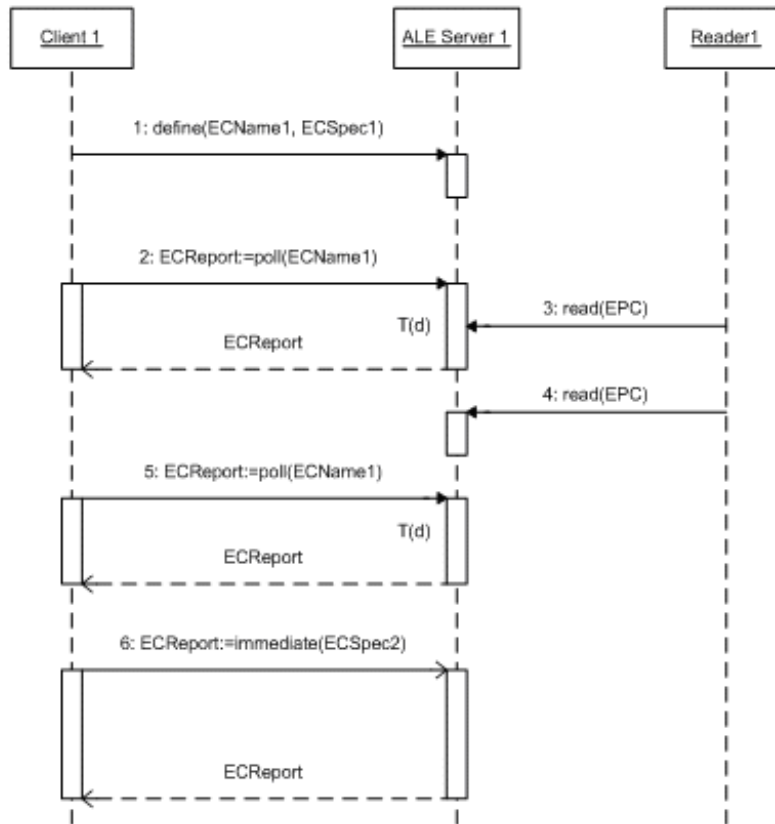 Client 1
ALE Server 1
Reader1
1: define(ECName1, ECSpec1)
2: ECReport:=poll(ECName1)
3: read(EPC)
T(d)
ECReport
4: read(EPC)
5: ECReport:=poll(ECName1)
T(d)
ECReport
6: ECReport:=immediate(ECSpec2)
ECReport